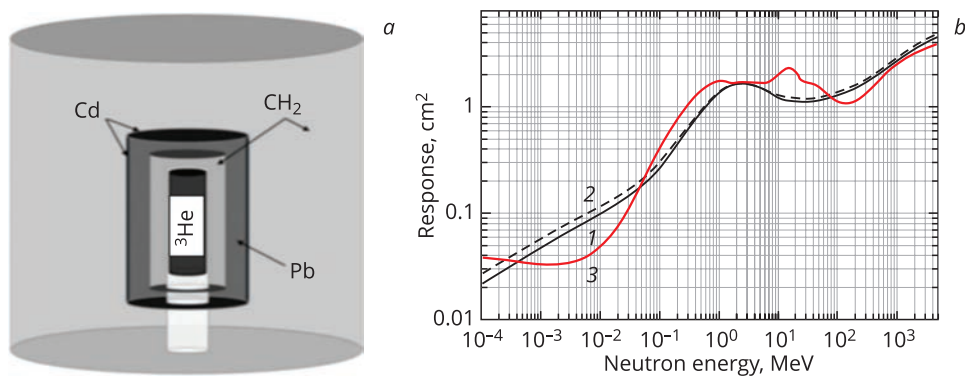 a
Cd
CH₂
³He
Pb
b
Response, cm²
1
0.1
0.01
2
1
3
10⁻⁴ 10⁻³ 10⁻² 10⁻¹ 10⁰ 10¹ 10² 10³
Neutron energy, MeV